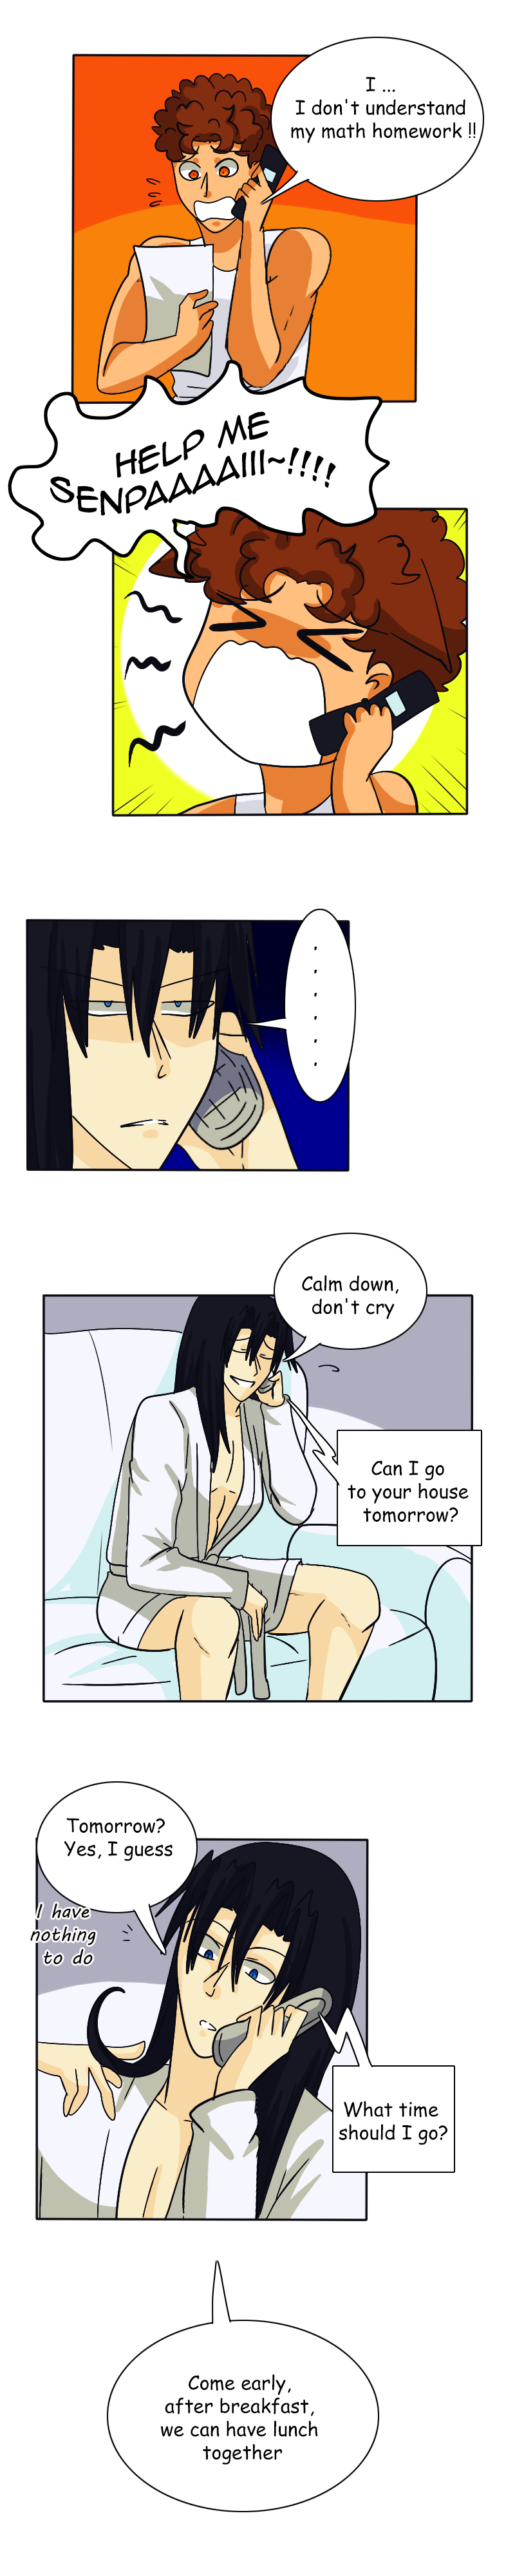 I ...
I don't understand
my math homework !!
HELP ME
SENPAAAAIII~!!!!
. . . . . . .
Calm down,
don't cry
Can I go
to your house
tomorrow?
Tomorrow?
Yes, I guess
I have
nothing
to do
What time
should I go?
Come early,
after breakfast,
we can have lunch
together